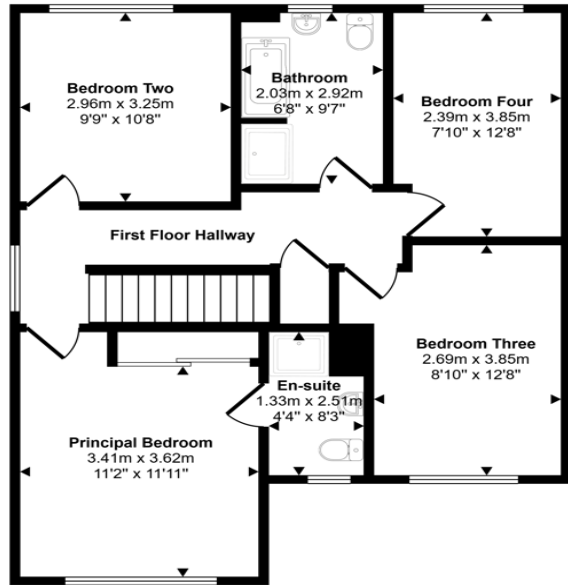 Bedroom Two
2.96m x 3.25m
9'9" x 10'8"
Bathroom
2.03m x 2.92m
6'8" x 9'7"
Bedroom Four
2.39m x 3.85m
7'10" x 12'8"
First Floor Hallway
Bedroom Three
2.69m x 3.85m
8'10" x 12'8"
En-suite
1.33m x 2.51m
4'4" x 8'3"
Principal Bedroom
3.41m x 3.62m
11'2" x 11'11"